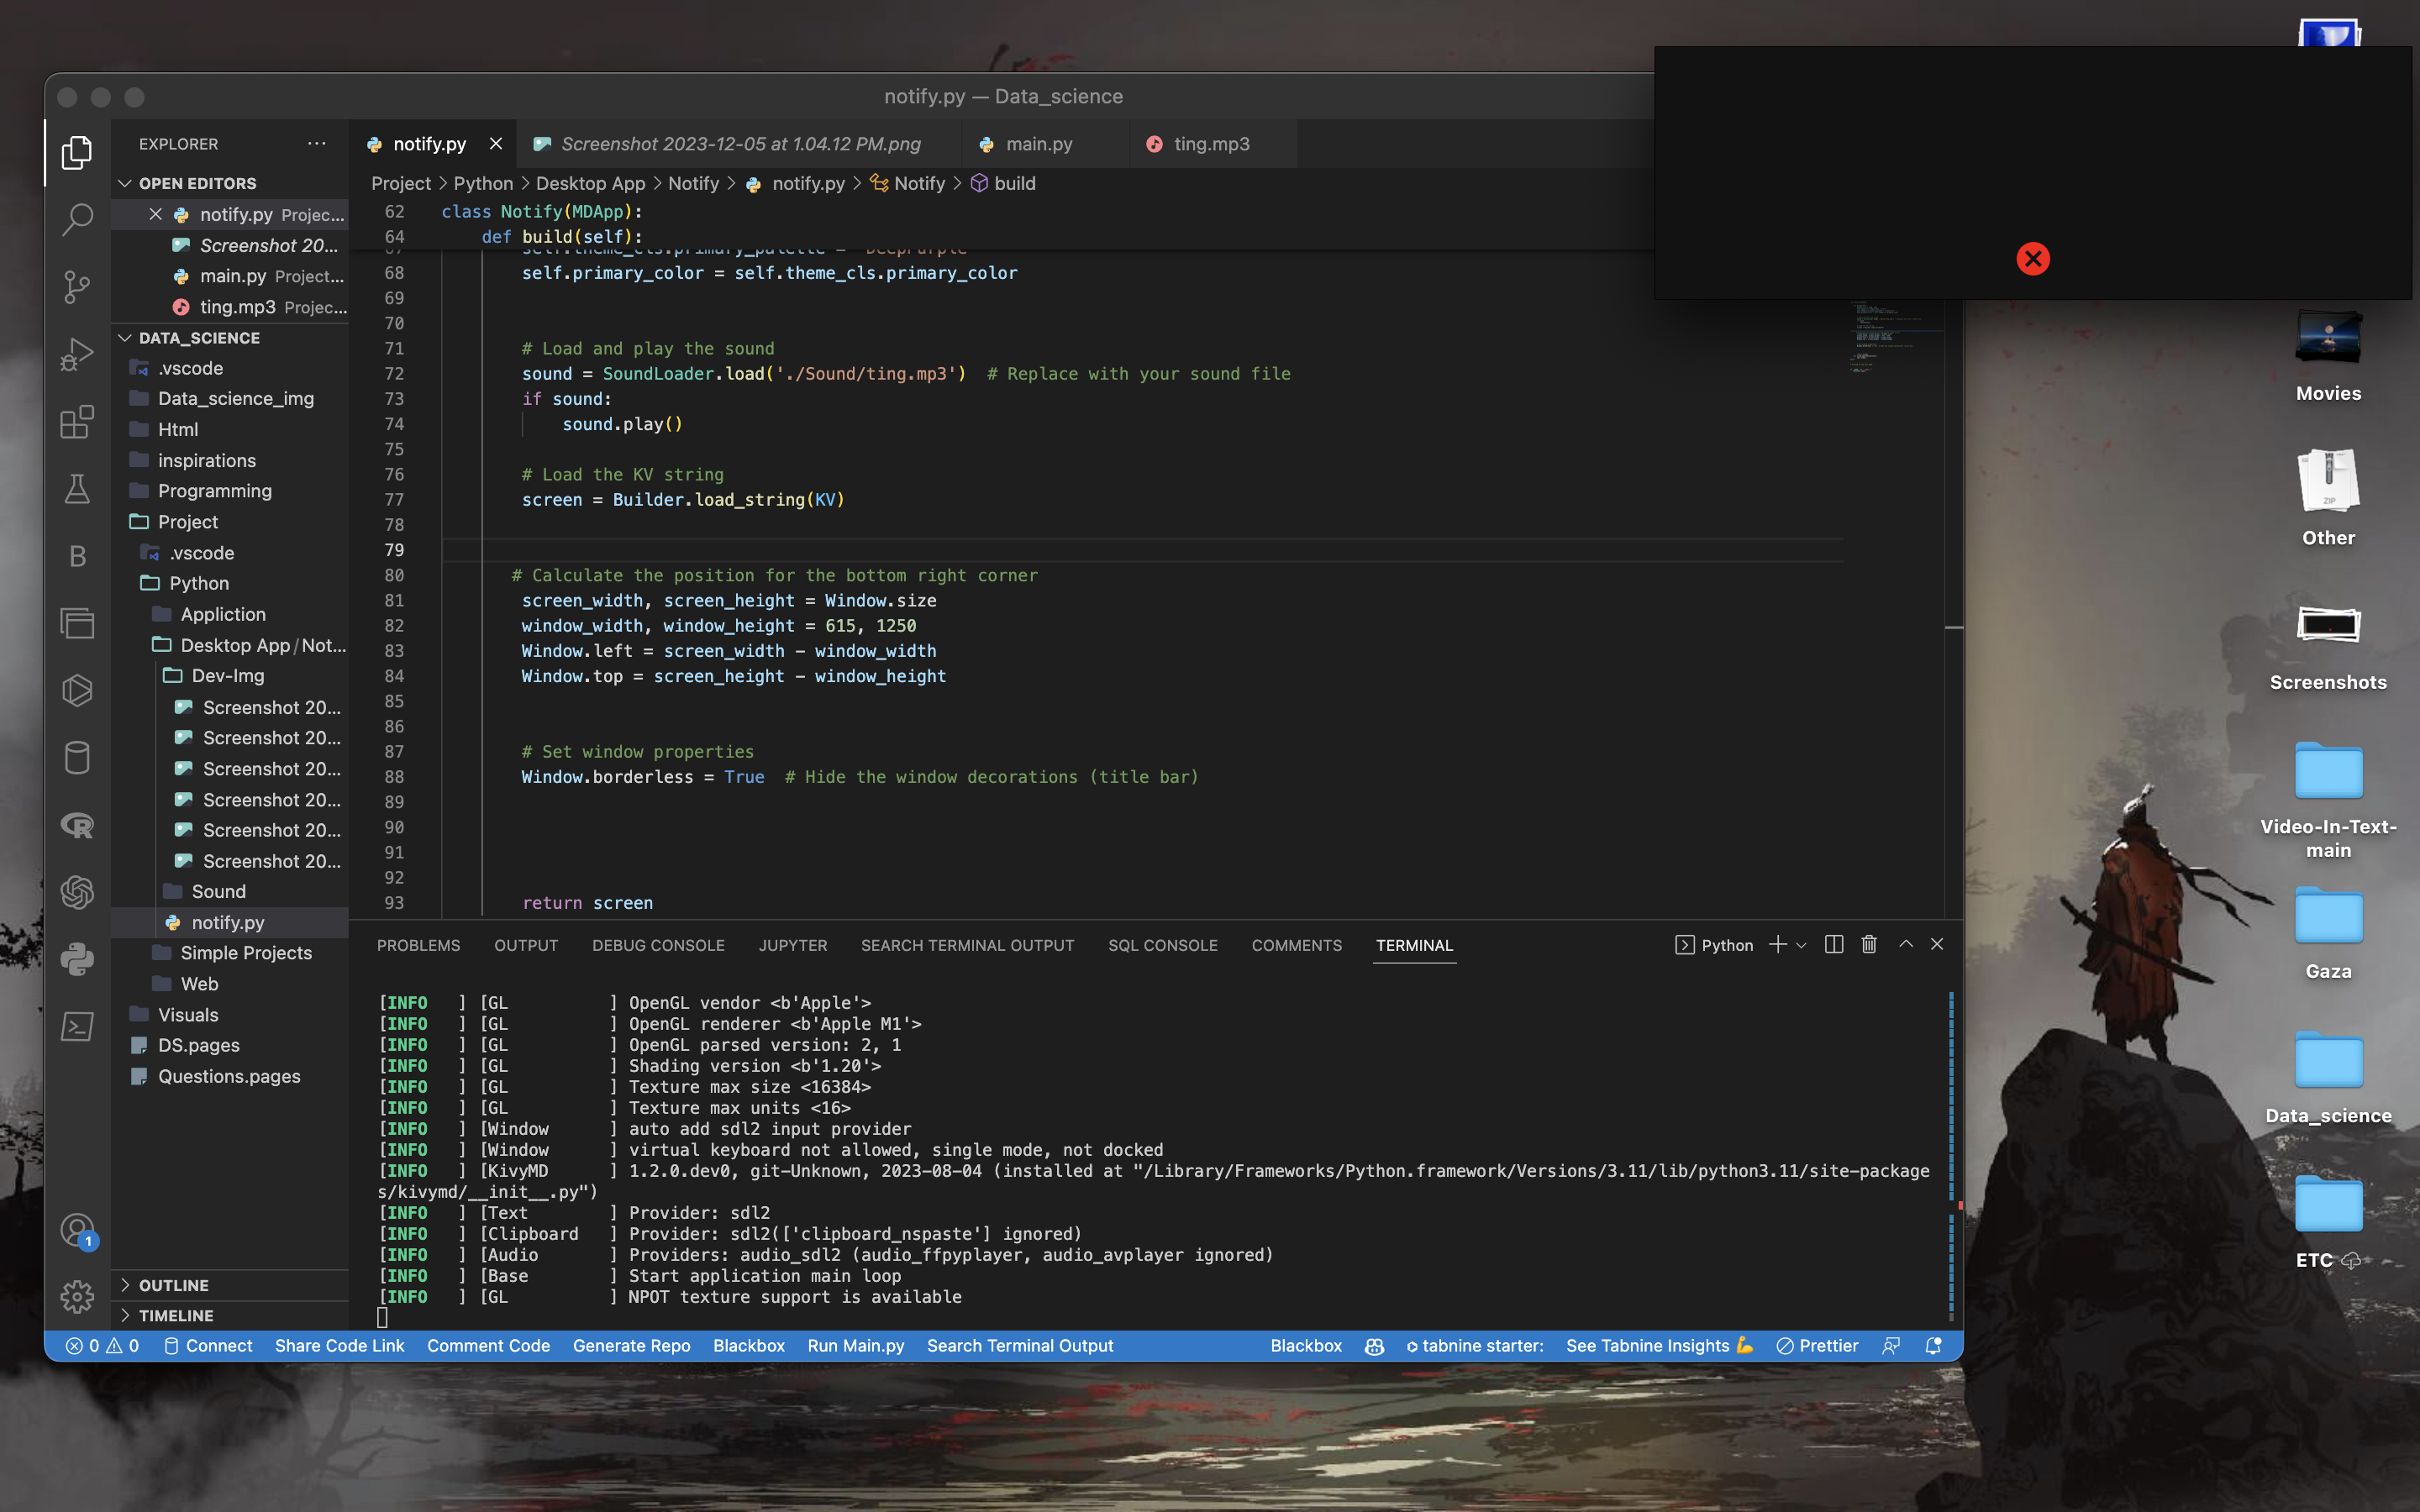 notify.py — Data_science
EXPLORER
OPEN EDITORS
notify.py Projec...
Screenshot 20...
main.py Project...
ting.mp3 Projec...
DATA_SCIENCE
.vscode
Data_science_img
Html
inspirations
Programming
Project
.vscode
Python
Appliction
Desktop App/Not...
Dev-Img
Screenshot 20...
Screenshot 20...
Screenshot 20...
Screenshot 20...
Screenshot 20...
Screenshot 20...
Sound
notify.py
Simple Projects
Web
Visuals
DS.pages
Questions.pages
OUTLINE
TIMELINE
notify.py Screenshot 2023-12-05 at 1.04.12 PM.png main.py ting.mp3
Project > Python > Desktop App > Notify > notify.py > Notify > build
62 class Notify(MDApp):
64 def build(self):
67 self.theme_cls.primary_palette = "DeepPurple"
68 self.primary_color = self.theme_cls.primary_color
69
70
71 # Load and play the sound
72 sound = SoundLoader.load('./Sound/ting.mp3') # Replace with your sound file
73 if sound:
74 sound.play()
75
76 # Load the KV string
77 screen = Builder.load_string(KV)
78
79
80 # Calculate the position for the bottom right corner
81 screen_width, screen_height = Window.size
82 window_width, window_height = 615, 1250
83 Window.left = screen_width - window_width
84 Window.top = screen_height - window_height
85
86
87 # Set window properties
88 Window.borderless = True # Hide the window decorations (title bar)
89
90
91
92
93 return screen
PROBLEMS OUTPUT DEBUG CONSOLE JUPYTER SEARCH TERMINAL OUTPUT SQL CONSOLE COMMENTS TERMINAL Python
[INFO ] [GL ] OpenGL vendor <b'Apple'>
[INFO ] [GL ] OpenGL renderer <b'Apple M1'>
[INFO ] [GL ] OpenGL parsed version: 2, 1
[INFO ] [GL ] Shading version <b'1.20'>
[INFO ] [GL ] Texture max size <16384>
[INFO ] [GL ] Texture max units <16>
[INFO ] [Window ] auto add sdl2 input provider
[INFO ] [Window ] virtual keyboard not allowed, single mode, not docked
[INFO ] [KivyMD ] 1.2.0.dev0, git-Unknown, 2023-08-04 (installed at "/Library/Frameworks/Python.framework/Versions/3.11/lib/python3.11/site-package
s/kivymd/__init__.py")
[INFO ] [Text ] Provider: sdl2
[INFO ] [Clipboard ] Provider: sdl2(['clipboard_nspaste'] ignored)
[INFO ] [Audio ] Providers: audio_sdl2 (audio_ffpyplayer, audio_avplayer ignored)
[INFO ] [Base ] Start application main loop
[INFO ] [GL ] NPOT texture support is available
B
1
0 0 Connect Share Code Link Comment Code Generate Repo Blackbox Run Main.py Search Terminal Output Blackbox tabnine starter: See Tabnine Insights 💪 Prettier
Movies
ZIP
Other
Screenshots
Video-In-Text-
main
Gaza
Data_science
ETC